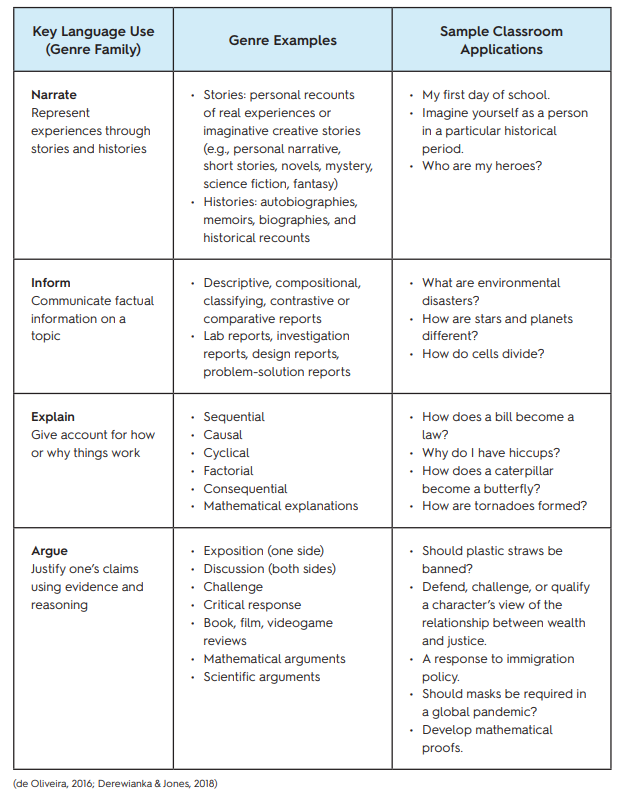 Key Language Use
(Genre Family)
Genre Examples
Sample Classroom
Applications
Narrate
Represent
experiences through
stories and histories
• Stories: personal recounts
of real experiences or
imaginative creative stories
(e.g., personal narrative,
short stories, novels, mystery,
science fiction, fantasy)
• Histories: autobiographies,
memoirs, biographies, and
historical recounts
• My first day of school.
• Imagine yourself as a person
in a particular historical
period.
• Who are my heroes?
Inform
Communicate factual
information on a
topic
• Descriptive, compositional,
classifying, contrastive or
comparative reports
• Lab reports, investigation
reports, design reports,
problem-solution reports
• What are environmental
disasters?
• How are stars and planets
different?
• How do cells divide?
Explain
Give account for how
or why things work
• Sequential
• Causal
• Cyclical
• Factorial
• Consequential
• Mathematical explanations
• How does a bill become a
law?
• Why do I have hiccups?
• How does a caterpillar
become a butterfly?
• How are tornadoes formed?
Argue
Justify one's claims
using evidence and
reasoning
• Exposition (one side)
• Discussion (both sides)
• Challenge
• Critical response
• Book, film, videogame
reviews
• Mathematical arguments
• Scientific arguments
• Should plastic straws be
banned?
• Defend, challenge, or qualify
a character's view of the
relationship between wealth
and justice.
• A response to immigration
policy.
• Should masks be required in
a global pandemic?
• Develop mathematical
proofs.
(de Oliveira, 2016; Derewianka & Jones, 2018)